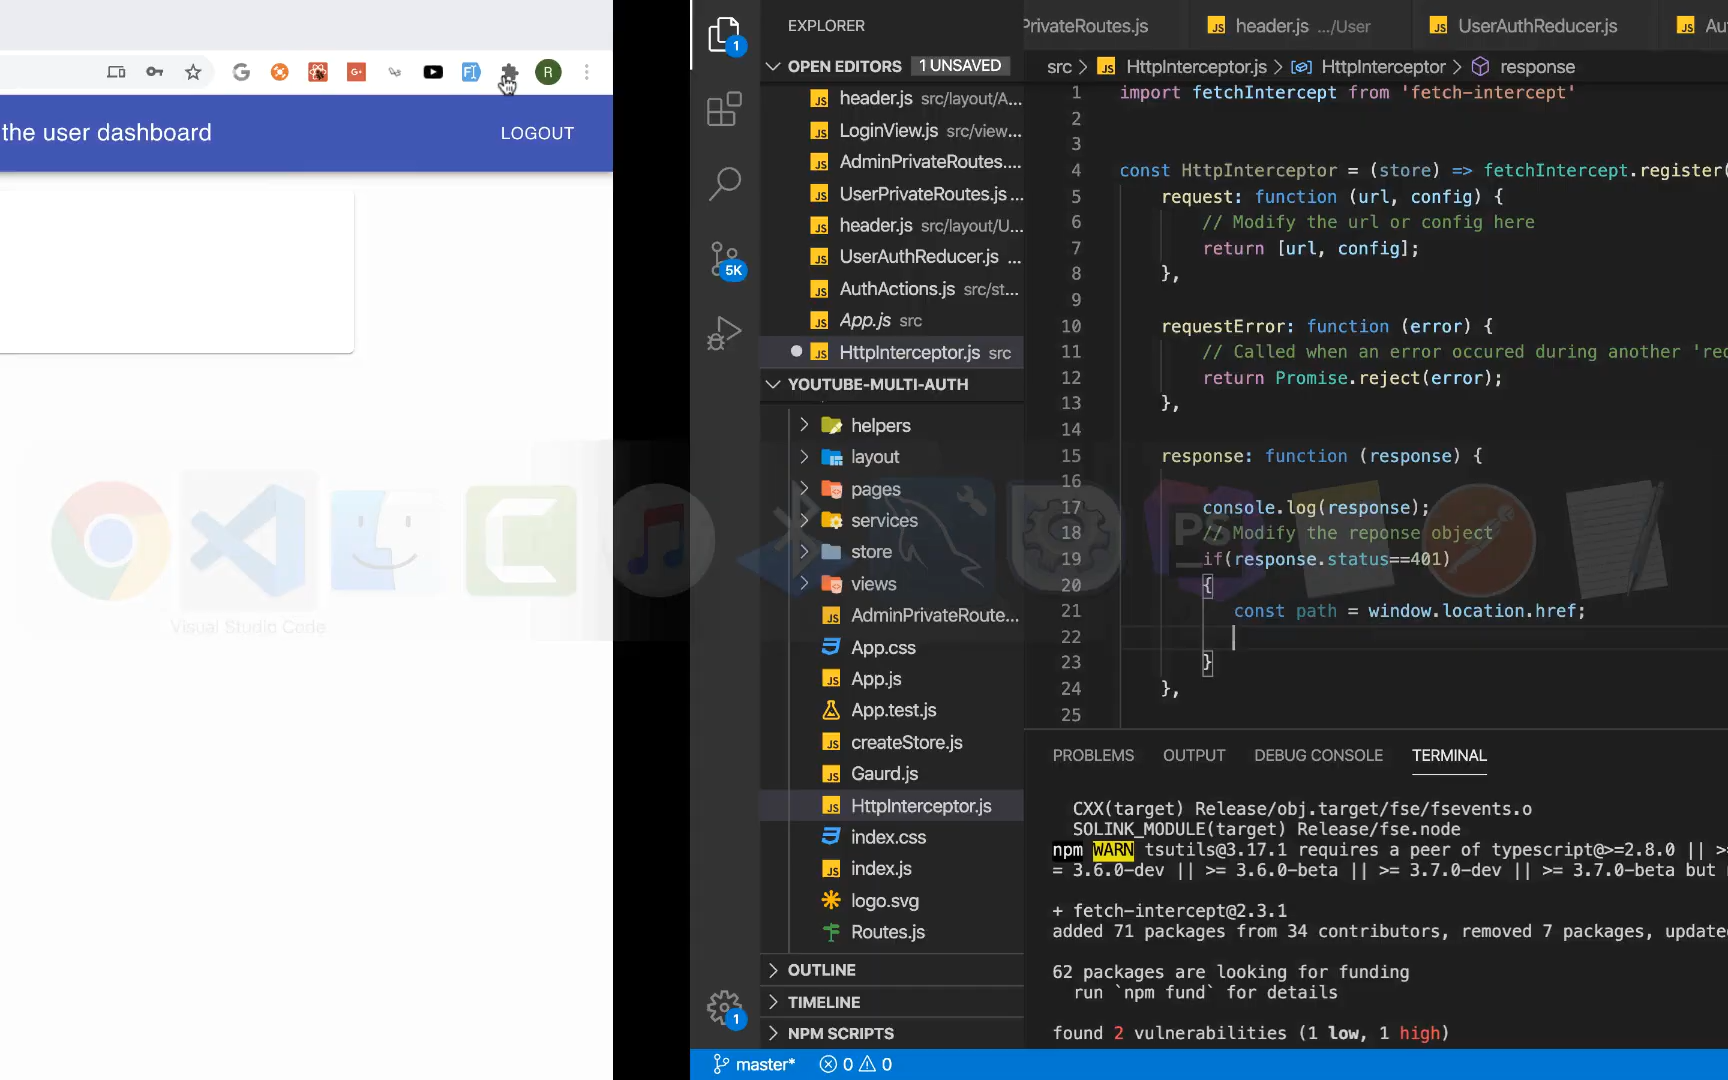 the user dashboard
LOGOUT
R
G+
Visual Studio Code
EXPLORER
OPEN EDITORS 1 UNSAVED
header.js src/layout/A...
LoginView.js src/view...
AdminPrivateRoutes....
UserPrivateRoutes.js ...
header.js src/layout/U...
UserAuthReducer.js ...
AuthActions.js src/st...
App.js src
HttpInterceptor.js src
YOUTUBE-MULTI-AUTH
helpers
layout
pages
services
store
views
AdminPrivateRoute...
App.css
App.js
App.test.js
createStore.js
Gaurd.js
HttpInterceptor.js
index.css
index.js
logo.svg
Routes.js
OUTLINE
TIMELINE
NPM SCRIPTS
1
5K
1
PrivateRoutes.js
header.js .../User
UserAuthReducer.js
Au
src > HttpInterceptor.js > HttpInterceptor > response
1 import fetchIntercept from 'fetch-intercept'
2
3
4 const HttpInterceptor = (store) => fetchIntercept.register(
5 request: function (url, config) {
6 // Modify the url or config here
7 return [url, config];
8 },
9
10 requestError: function (error) {
11 // Called when an error occured during another 'rec
12 return Promise.reject(error);
13 },
14
15 response: function (response) {
16
17 console.log(response);
18 // Modify the reponse object
19 if(response.status==401)
20 {
21 const path = window.location.href;
22
23 }
24 },
25
PROBLEMS OUTPUT DEBUG CONSOLE TERMINAL
CXX(target) Release/obj.target/fse/fsevents.o
SOLINK_MODULE(target) Release/fse.node
npm WARN tsutils@3.17.1 requires a peer of typescript@>=2.8.0 || >
= 3.6.0-dev || >= 3.6.0-beta || >= 3.7.0-dev || >= 3.7.0-beta but
+ fetch-intercept@2.3.1
added 71 packages from 34 contributors, removed 7 packages, update
62 packages are looking for funding
run `npm fund` for details
found 2 vulnerabilities (1 low, 1 high)
master* 0 0